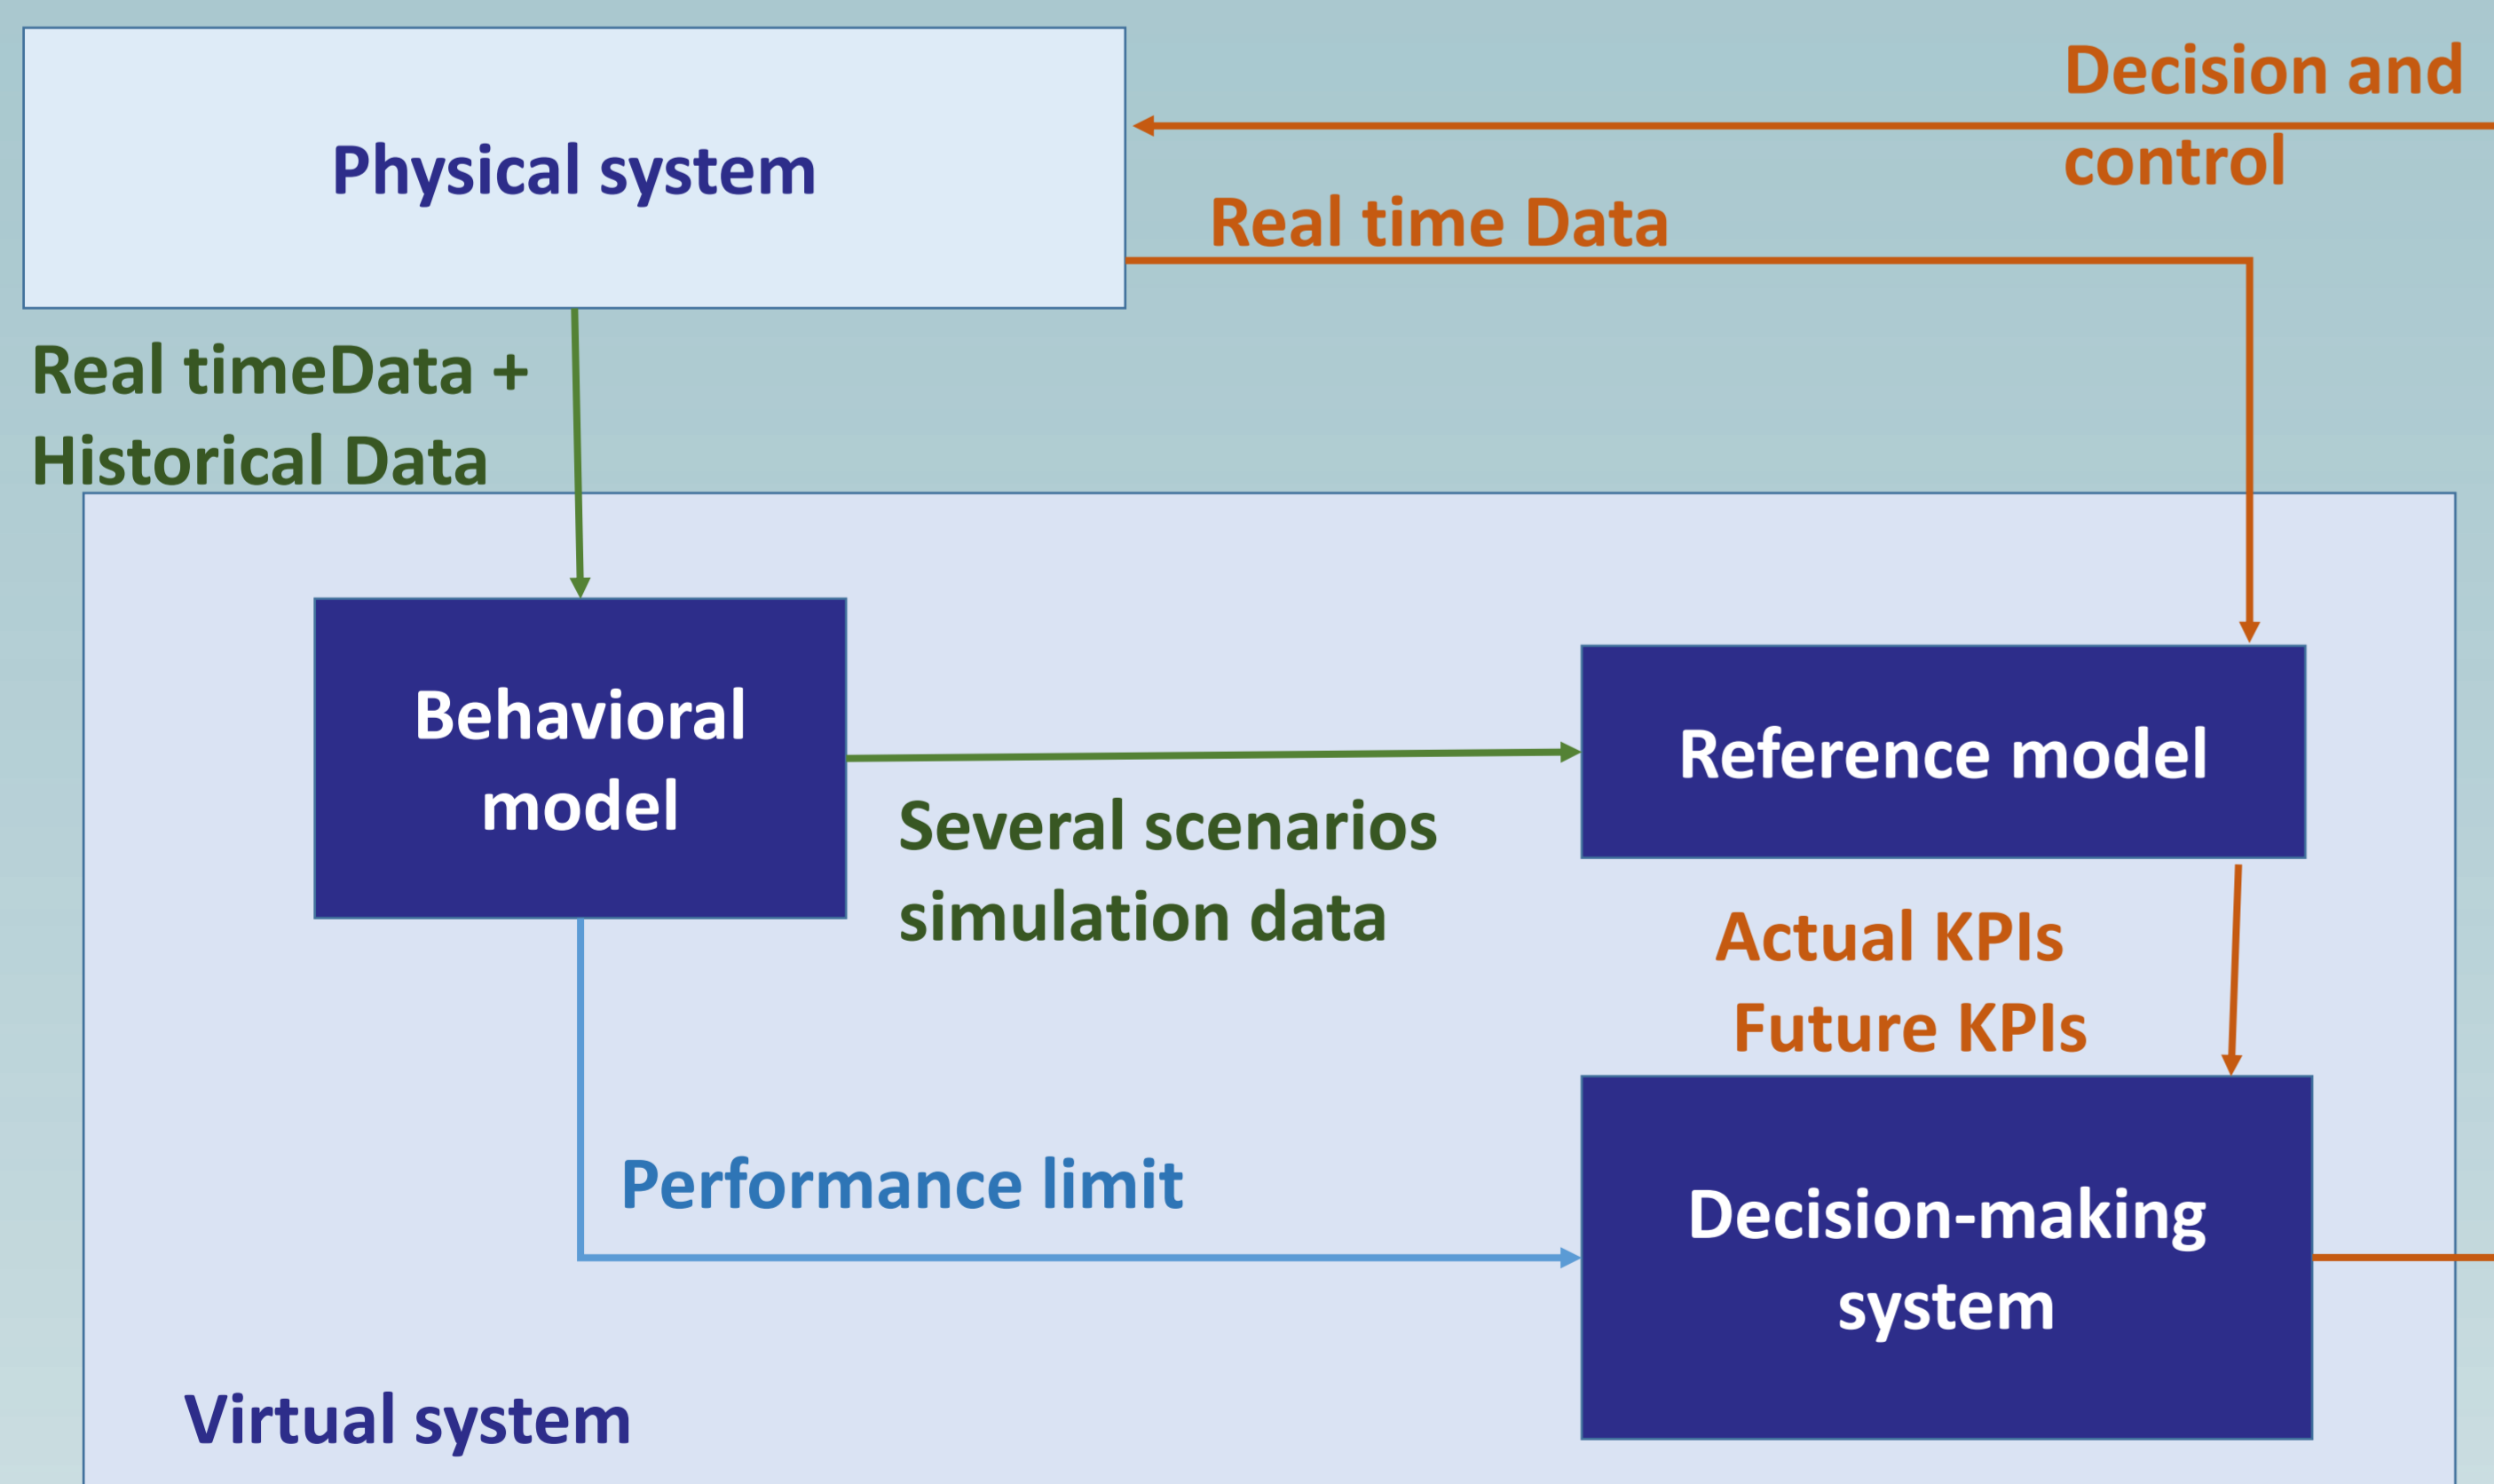 Decision and
control
Physical system
Real time Data
Real timeData +
Historical Data
Behavioral
model
Reference model
Several scenarios
simulation data
Actual KPIs
Future KPIs
Performance limit
Decision-making
system
Virtual system